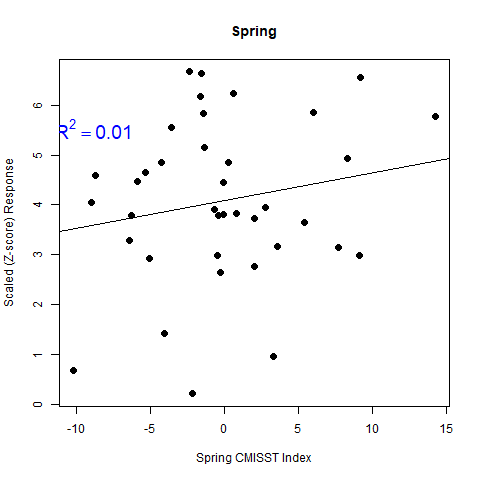 Spring
R² = 0.01
Scaled (Z-score) Response
6
5
4
3
2
1
0
-10 -5 0 5 10 15
Spring CMISST Index